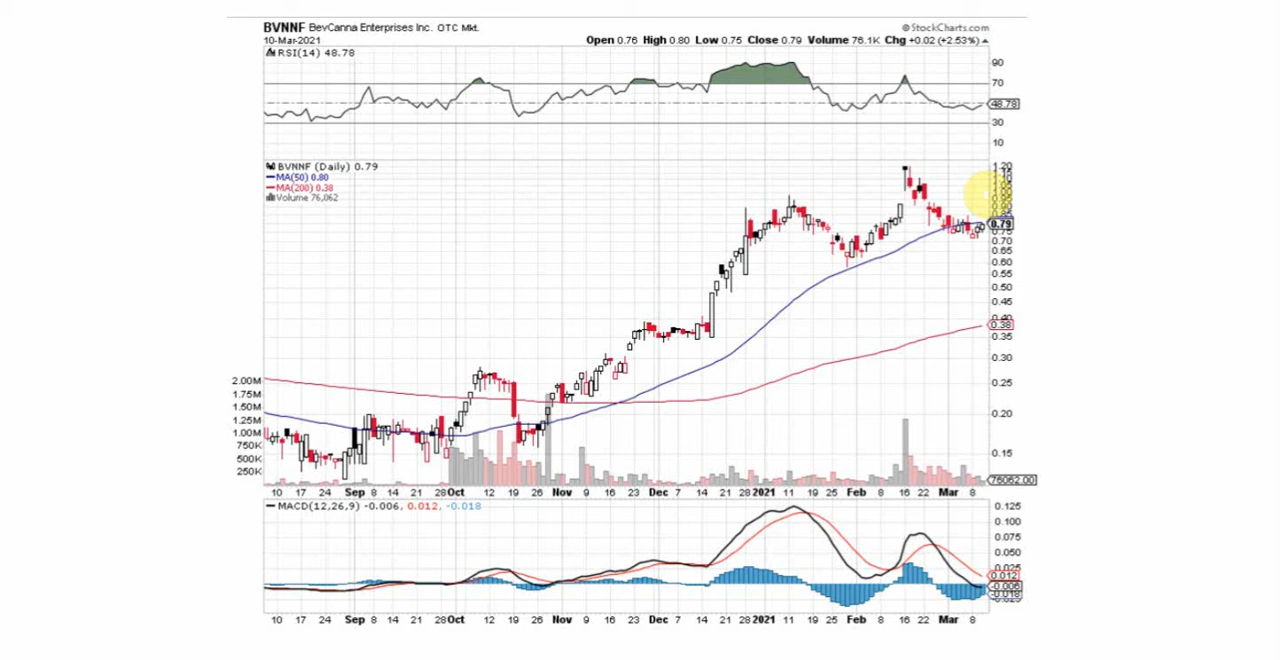 BVNNF BevCanna Enterprises Inc. OTC Mkt.
© StockCharts.com
10-Mar-2021
Open 0.76 High 0.80 Low 0.75 Close 0.79 Volume 76.1K Chg +0.02 (+2.53%)
RSI(14) 48.78
90
70
48.78
30
10
BVNNF (Daily) 0.79
MA(50) 0.80
MA(200) 0.38
Volume 76,062
1.20
0.79
0.75
0.70
0.65
0.60
0.55
0.50
0.45
0.40
0.38
0.35
0.30
0.25
0.20
0.15
2.00M
1.75M
1.50M
1.25M
1.00M
750K
500K
250K
76062.00
10 17 24 Sep 8 14 21 28 Oct 12 19 26 Nov 9 16 23 Dec 7 14 21 28 2021 11 19 25 Feb 8 16 22 Mar 8
MACD(12,26,9) -0.006, 0.012, -0.018
0.125
0.100
0.075
0.050
0.025
0.012
-0.006
-0.018
10 17 24 Sep 8 14 21 28 Oct 12 19 26 Nov 9 16 23 Dec 7 14 21 28 2021 11 19 25 Feb 8 16 22 Mar 8